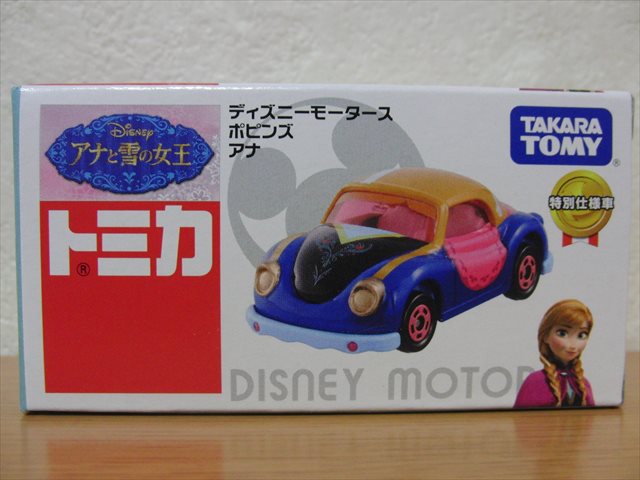 Disney
アナと雪の女王
トミカ
®
ディズニーモータース
ポピンズ
アナ
TAKARA
TOMY
®
特別仕様車
DISNEY MOTOR